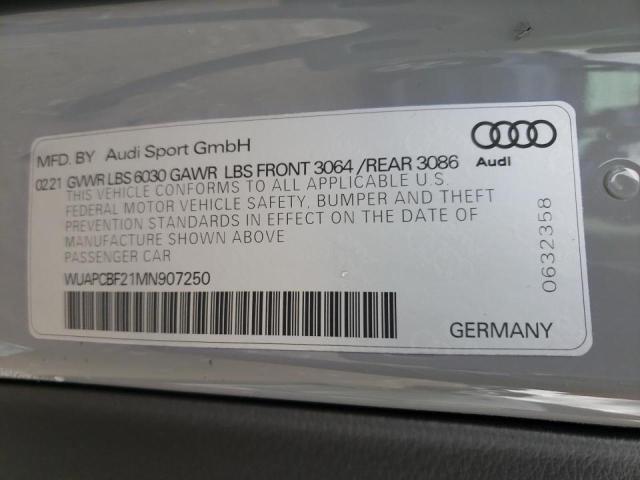 MFD. BY Audi Sport GmbH
02.21 GVWR LBS 6030 GAWR LBS FRONT 3064 /REAR 3086
THIS VEHICLE CONFORMS TO ALL APPLICABLE U.S.
FEDERAL MOTOR VEHICLE SAFETY, BUMPER AND THEFT
PREVENTION STANDARDS IN EFFECT ON THE DATE OF
MANUFACTURE SHOWN ABOVE
PASSENGER CAR
WUAPCBF21MN907250
Audi
0632358
GERMANY